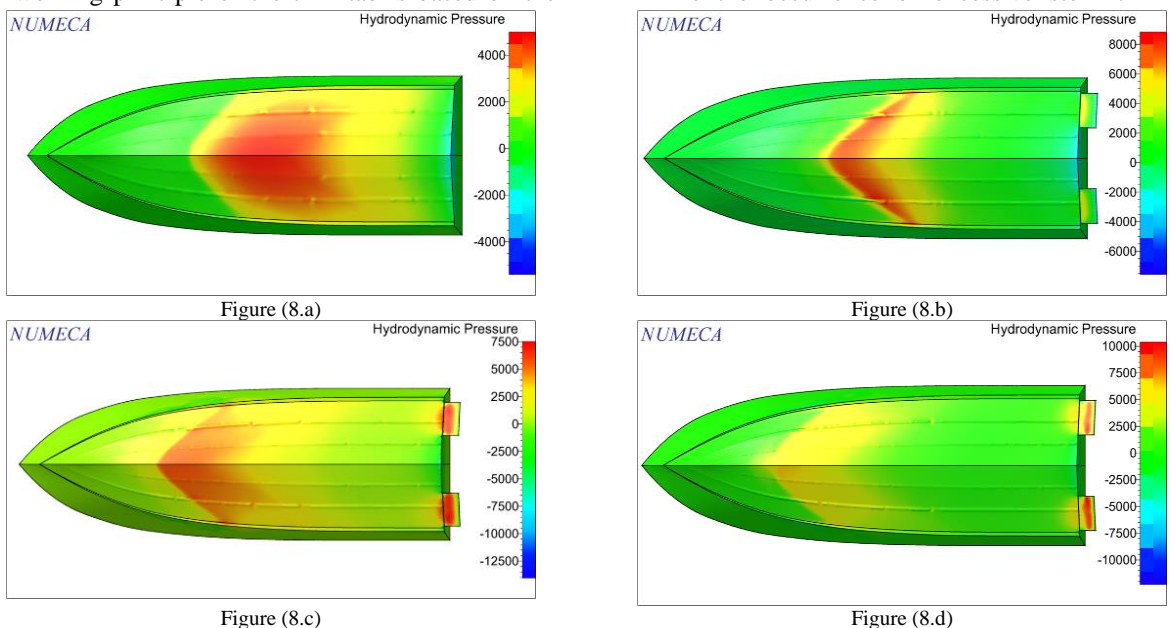 NUMECA
Hydrodynamic Pressure
4000
2000
0
-2000
-4000
Figure (8.a)
NUMECA
Hydrodynamic Pressure
8000
6000
4000
2000
0
-2000
-4000
-6000
Figure (8.b)
NUMECA
Hydrodynamic Pressure
7500
5000
2500
0
-2500
-5000
-7500
-10000
-12500
Figure (8.c)
NUMECA
Hydrodynamic Pressure
10000
7500
5000
2500
0
-2500
-5000
-7500
-10000
Figure (8.d)